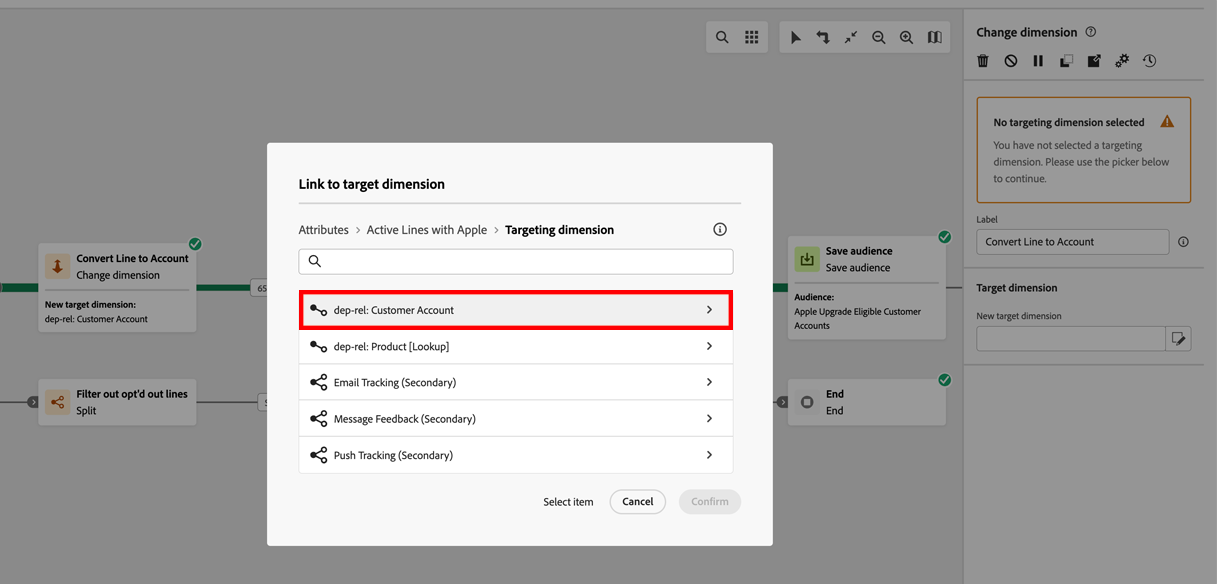 Change dimension
No targeting dimension selected
You have not selected a targeting
dimension. Please use the picker below
to continue.
Label
Convert Line to Account
Target dimension
New target dimension
Link to target dimension
Attributes > Active Lines with Apple > Targeting dimension
dep-rel: Customer Account
dep-rel: Product [Lookup]
Email Tracking (Secondary)
Message Feedback (Secondary)
Push Tracking (Secondary)
Select item
Cancel
Confirm
Convert Line to Account
Change dimension
New target dimension:
dep-rel: Customer Account
65
Filter out opt'd out lines
Split
Save audience
Save audience
Audience:
Apple Upgrade Eligible Customer
Accounts
End
End